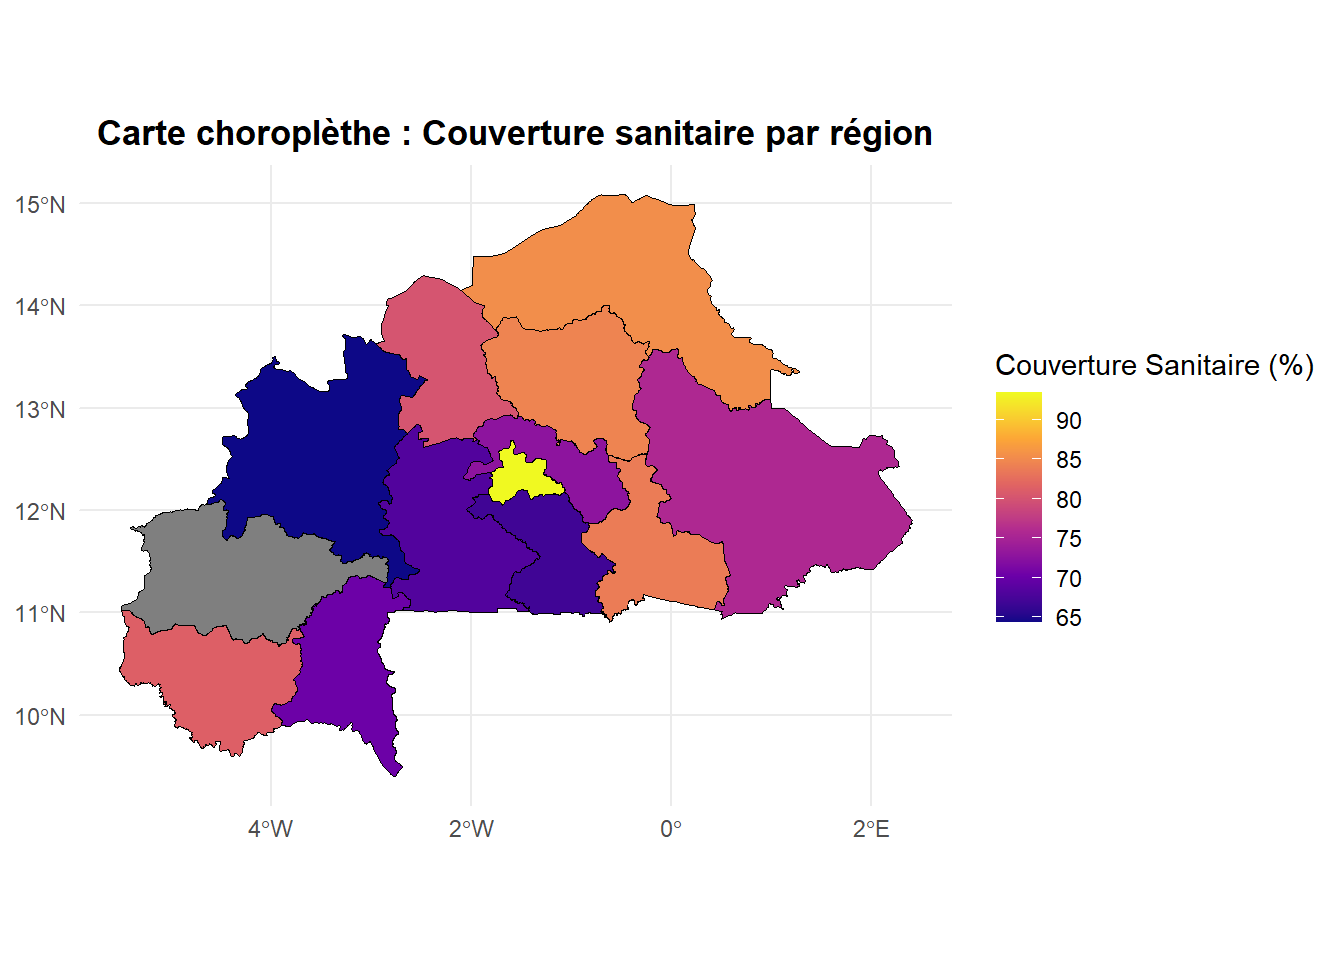 Carte choroplèthe : Couverture sanitaire par région
15°N
14°N
13°N
12°N
11°N
10°N
4°W
2°W
0°
2°E
Couverture Sanitaire (%)
90
85
80
75
70
65